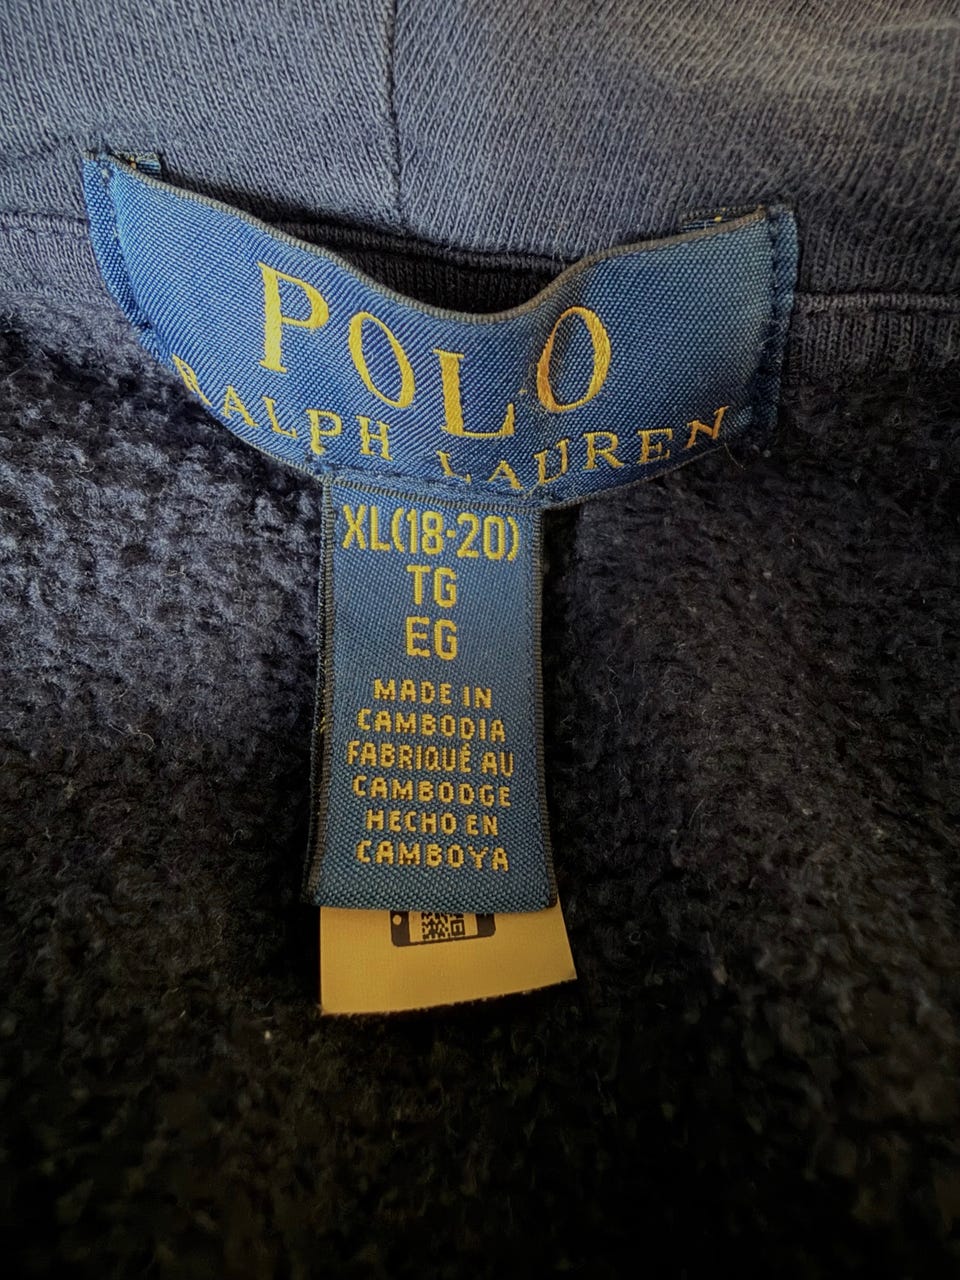 POLO
RALPH LAUREN
XL(18-20)
TG
EG
MADE IN
CAMBODIA
FABRIQUÉ AU
CAMBODGE
HECHO EN
CAMBOYA